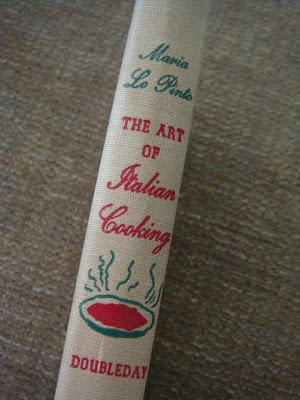 Maria
Lo Pinto
THE ART
OF
Italian
Cooking
DOUBLEDAY